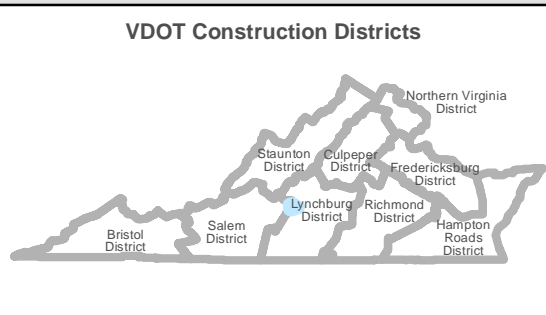 VDOT Construction Districts
Northern Virginia
District
Staunton
District
Culpeper
District
Fredericksburg
District
Lynchburg
District
Richmond
District
Salem
District
Bristol
District
Hampton
Roads
District